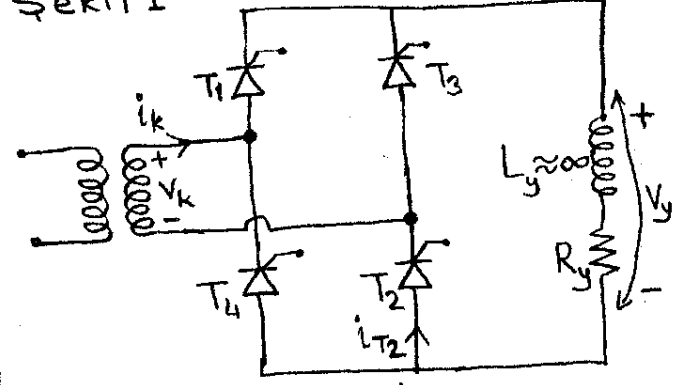 Şekil 1
T1
T3
ik
+
Vk
-
Ly≈∞
+
Vy
Ry
-
T4
T2
iT2